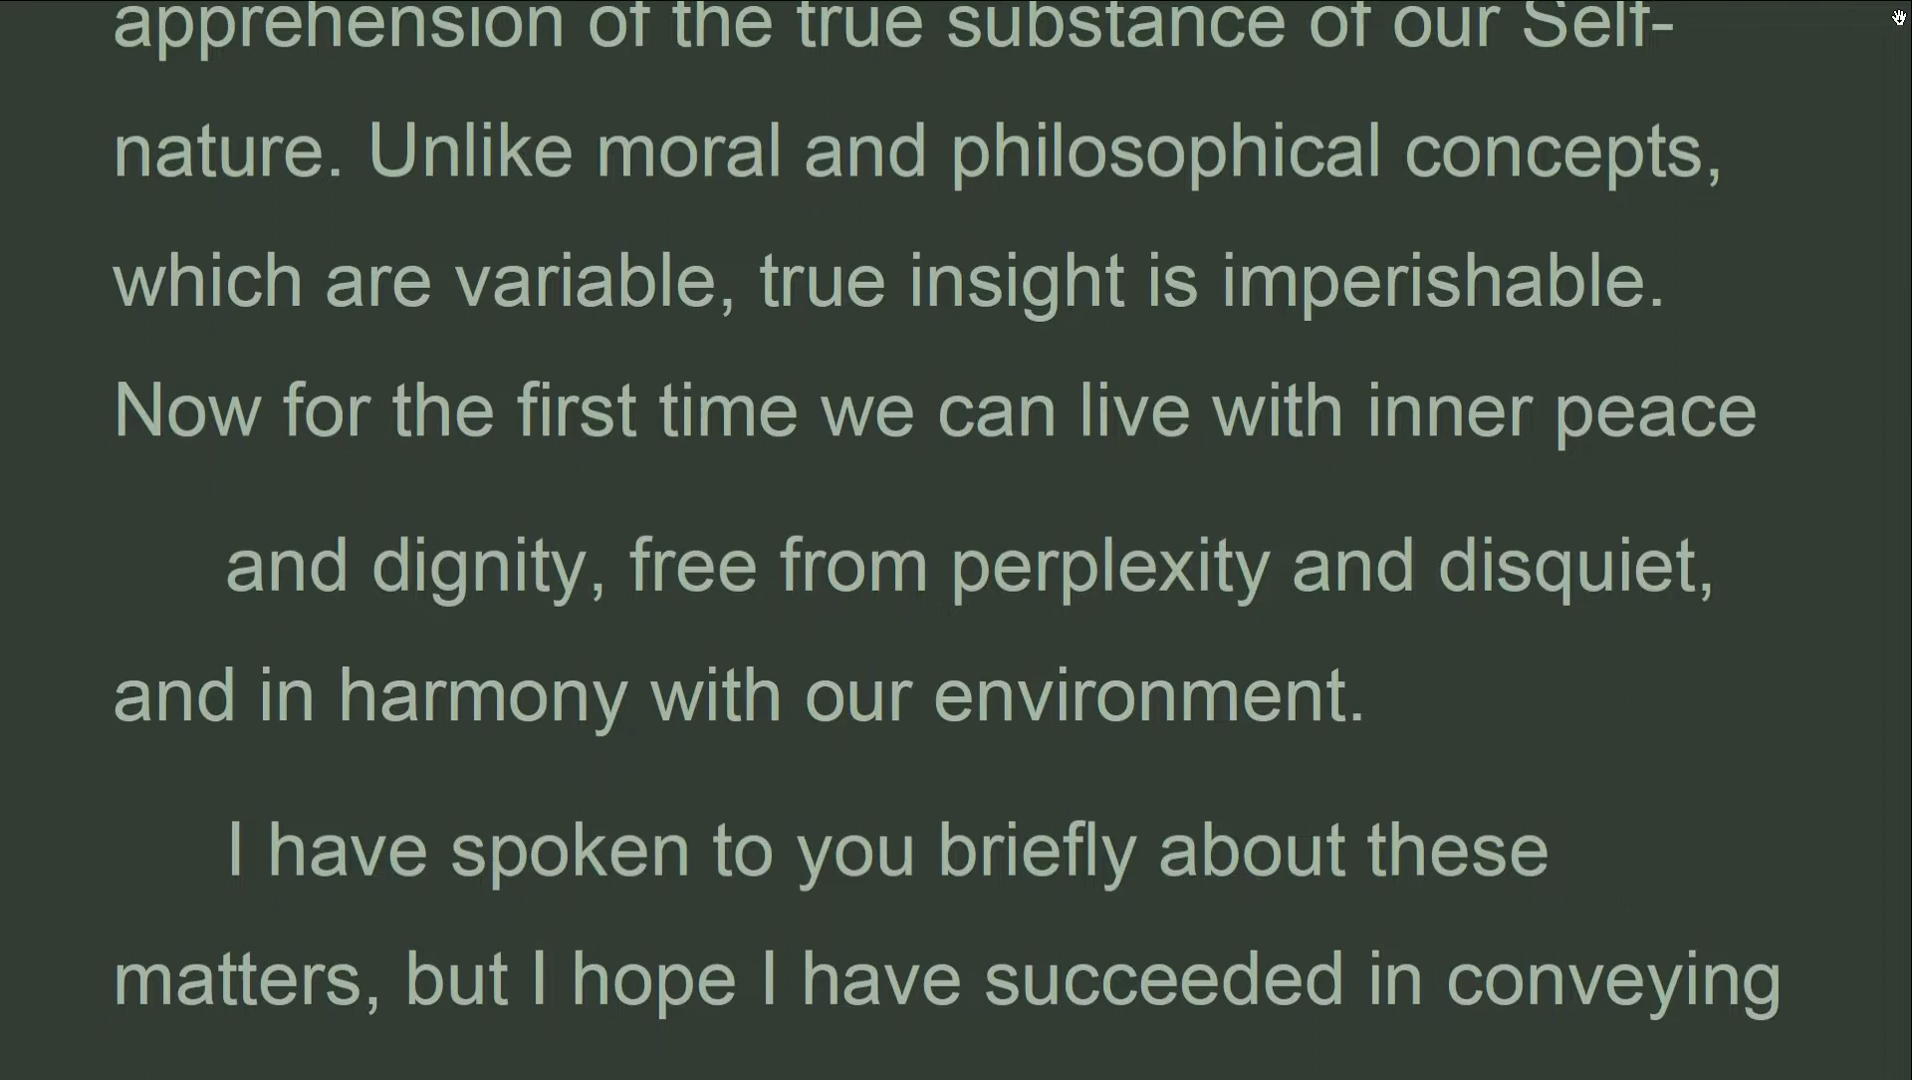 apprehension of the true substance of our Self-
nature. Unlike moral and philosophical concepts,
which are variable, true insight is imperishable.
Now for the first time we can live with inner peace
and dignity, free from perplexity and disquiet,
and in harmony with our environment.
I have spoken to you briefly about these
matters, but I hope I have succeeded in conveying